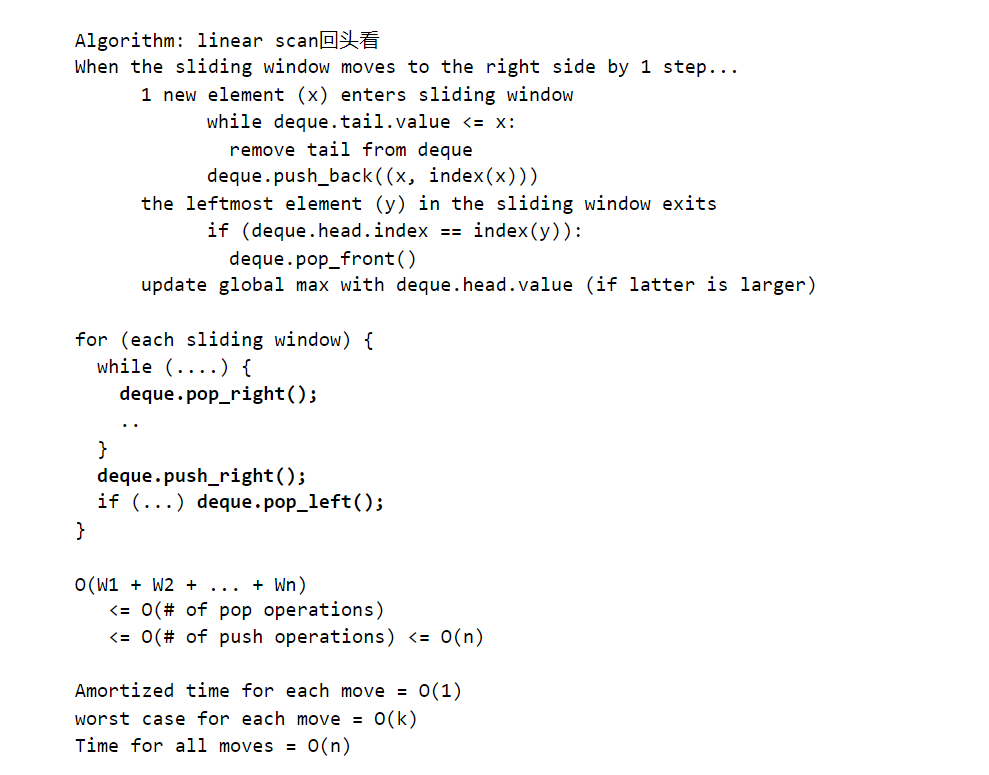 Algorithm: linear scan回头看
When the sliding window moves to the right side by 1 step...
1 new element (x) enters sliding window
while deque.tail.value <= x:
remove tail from deque
deque.push_back((x, index(x)))
the leftmost element (y) in the sliding window exits
if (deque.head.index == index(y)):
deque.pop_front()
update global max with deque.head.value (if latter is larger)
for (each sliding window) {
while (....) {
deque.pop_right();
..
}
deque.push_right();
if (...) deque.pop_left();
}
O(W1 + W2 + ... + Wn)
<= O(# of pop operations)
<= O(# of push operations) <= O(n)
Amortized time for each move = O(1)
worst case for each move = O(k)
Time for all moves = O(n)